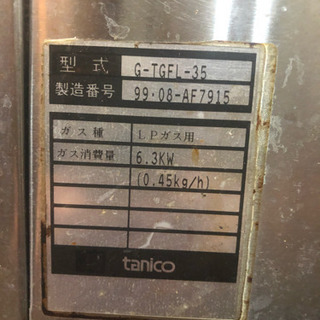 型式 G-TGFL-35
製造番号 99·08-AF7915
ガス種 LPガス用
ガス消費量 6.3KW
(0.45kg/h)
tanico